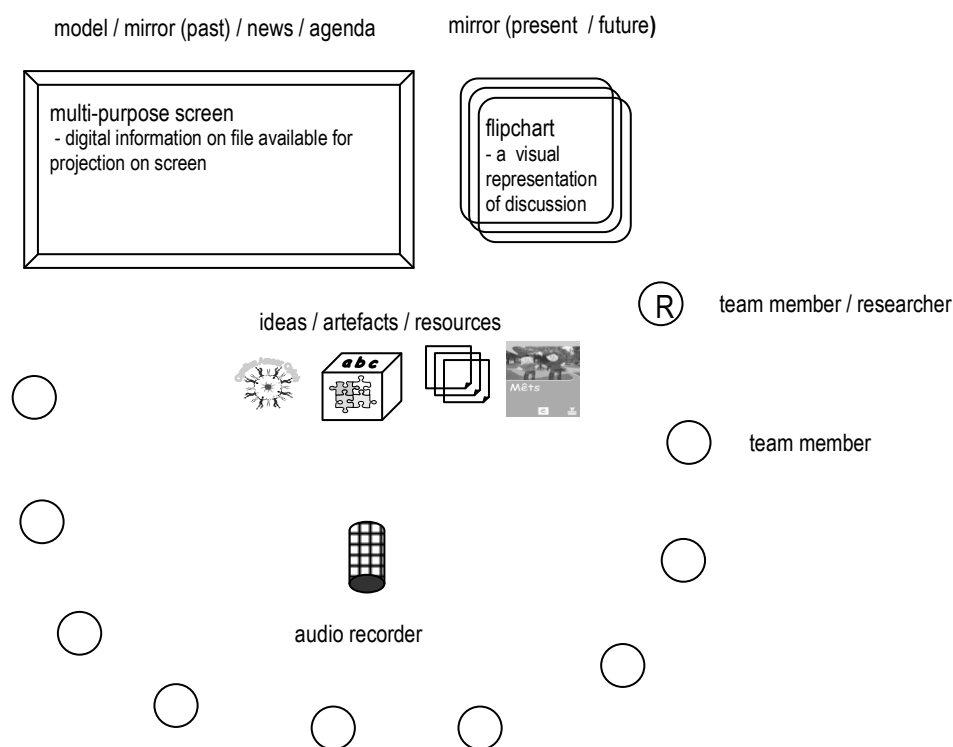 model / mirror (past) / news / agenda
mirror (present / future)
multi-purpose screen
- digital information on file available for
projection on screen
flipchart
- a visual
representation
of discussion
R
team member / researcher
ideas / artefacts / resources
abc
Mêts
team member
audio recorder